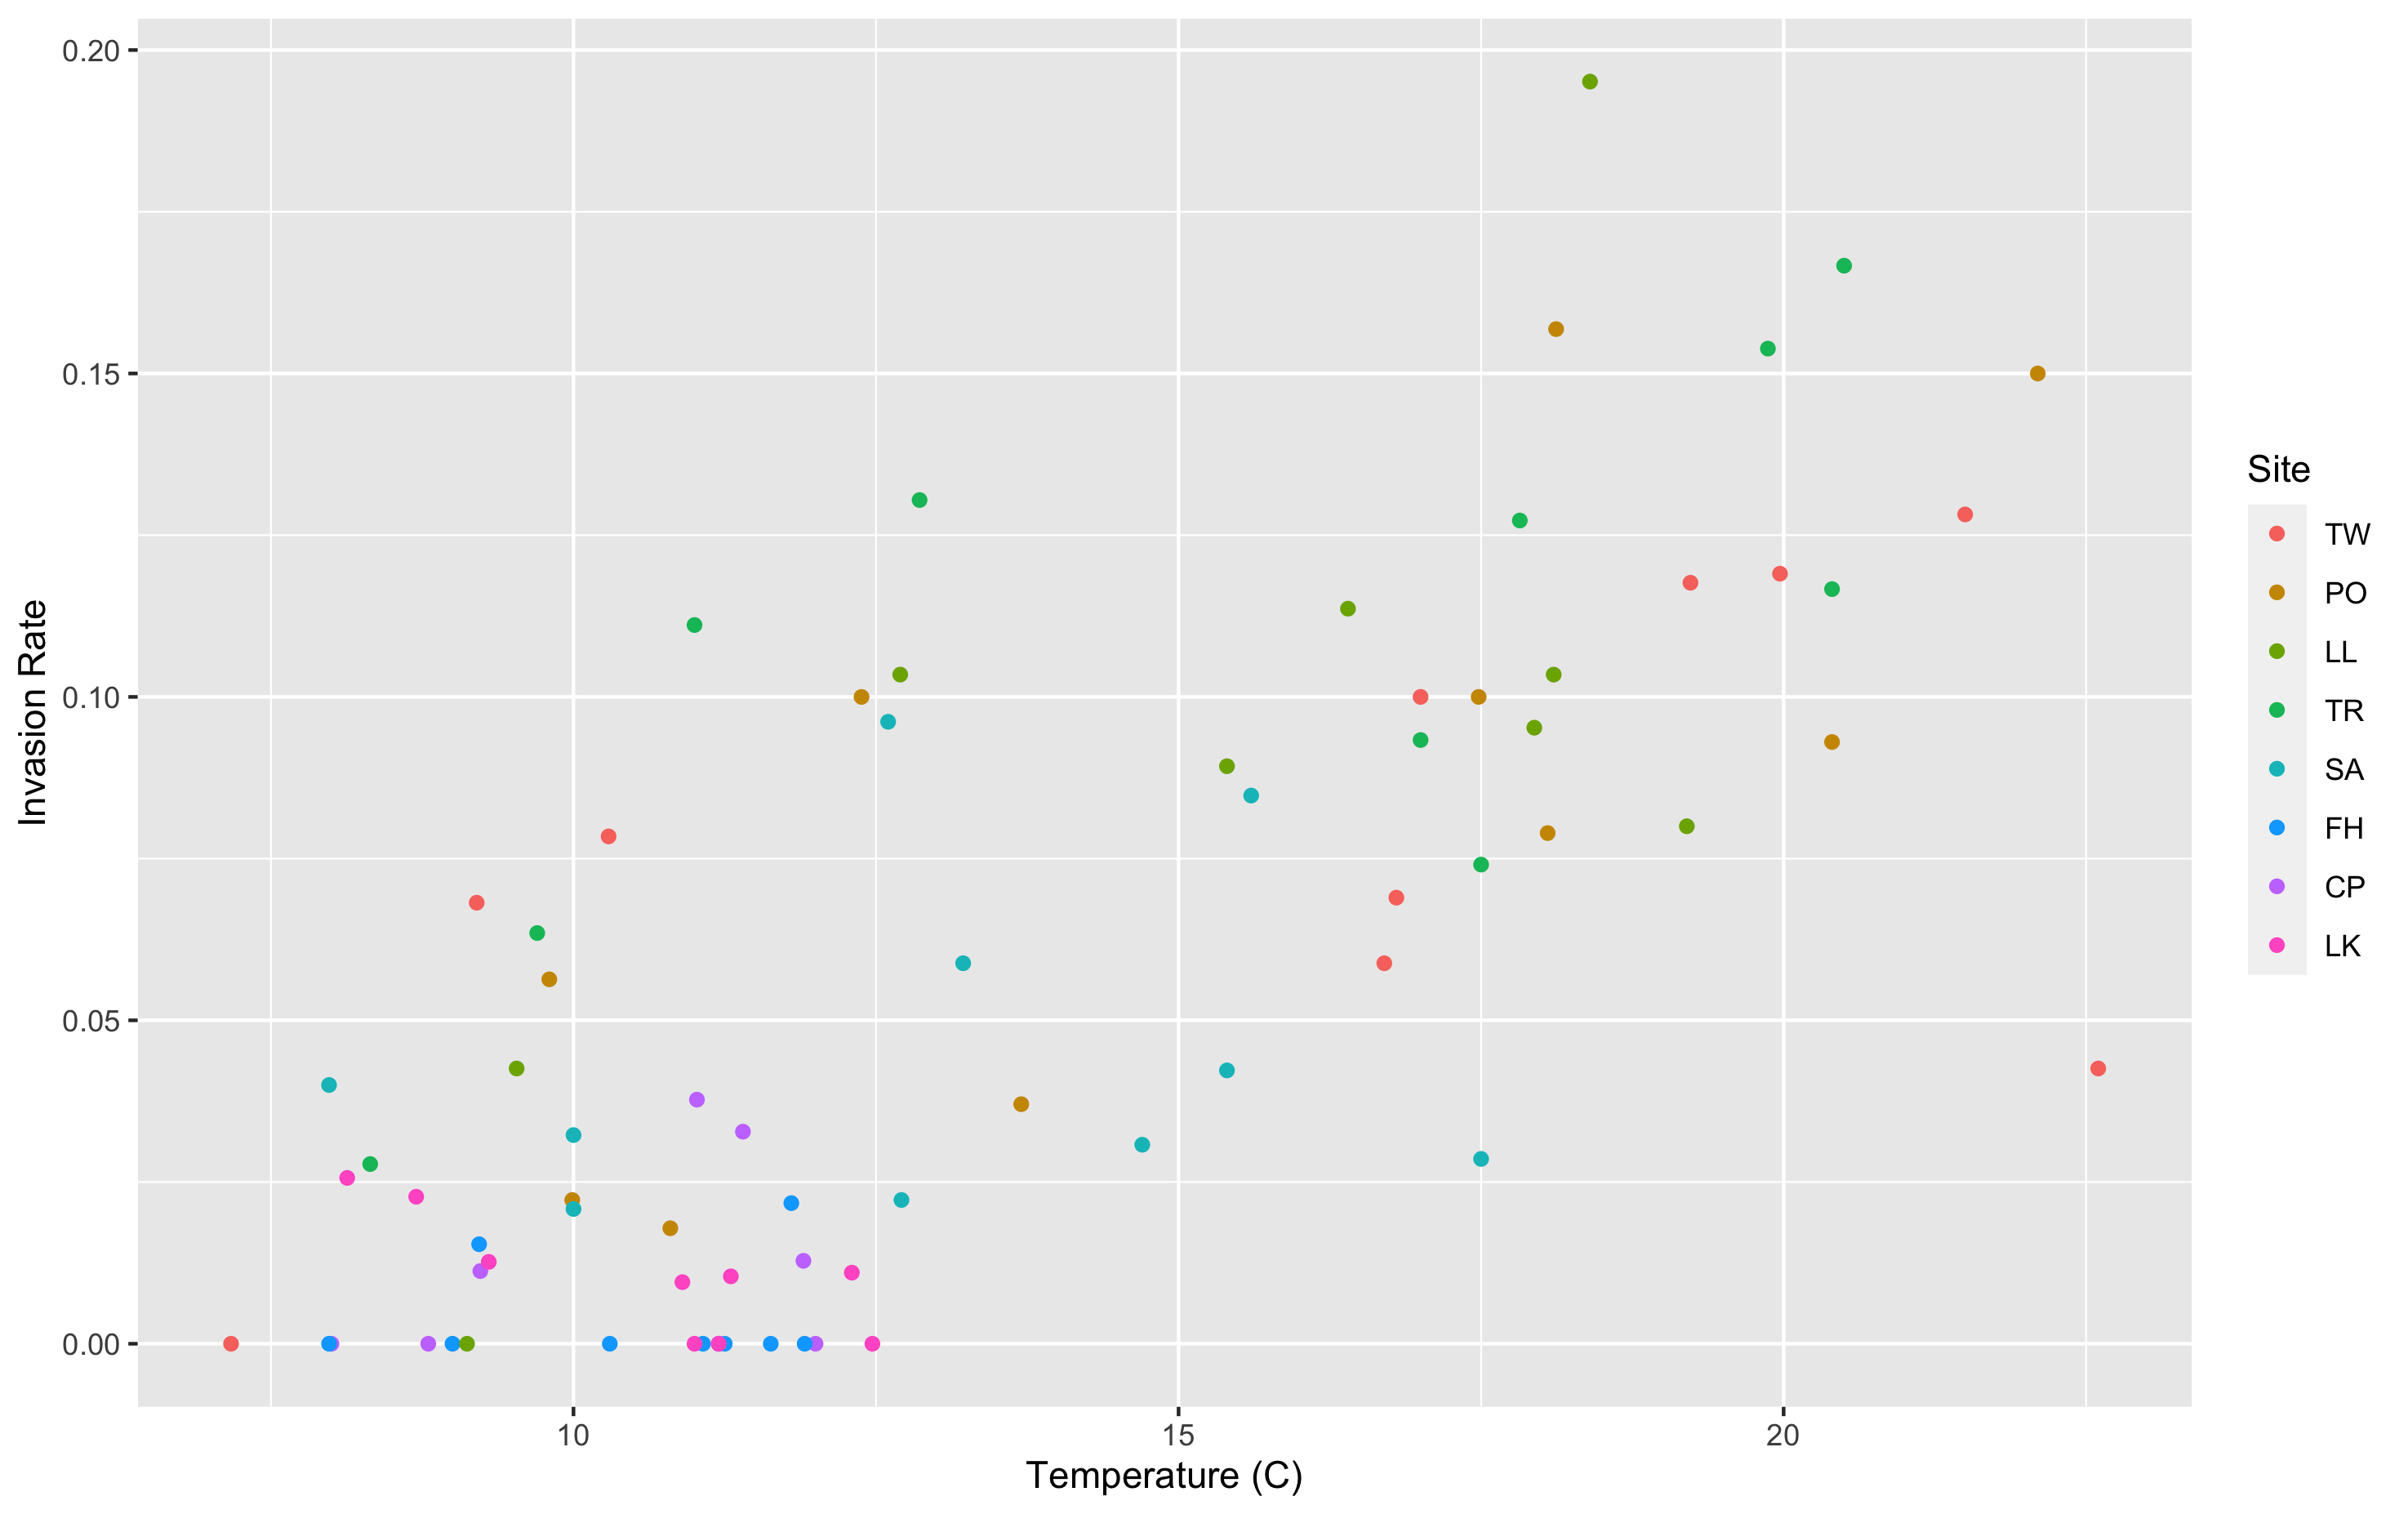 0.20
0.15
0.10
0.05
0.00
Invasion Rate
10
15
20
Temperature (C)
Site
TW
PO
LL
TR
SA
FH
CP
LK